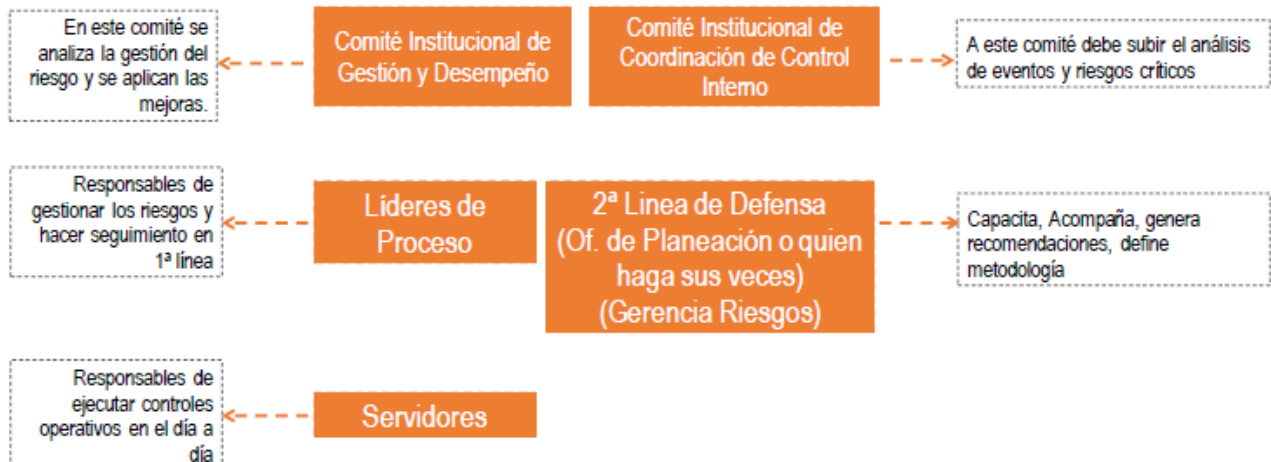 En este comité se
analiza la gestión del
riesgo y se aplican las
mejoras.
Comité Institucional de
Gestión y Desempeño
Comité Institucional de
Coordinación de Control
Interno
A este comité debe subir el análisis
de eventos y riesgos críticos
Responsables de
gestionar los riesgos y
hacer seguimiento en
1ª línea
Líderes de
Proceso
2ª Linea de Defensa
(Of. de Planeación o quien
haga sus veces)
(Gerencia Riesgos)
Capacita, Acompaña, genera
recomendaciones, define
metodología
Responsables de
ejecutar controles
operativos en el día a
día
Servidores